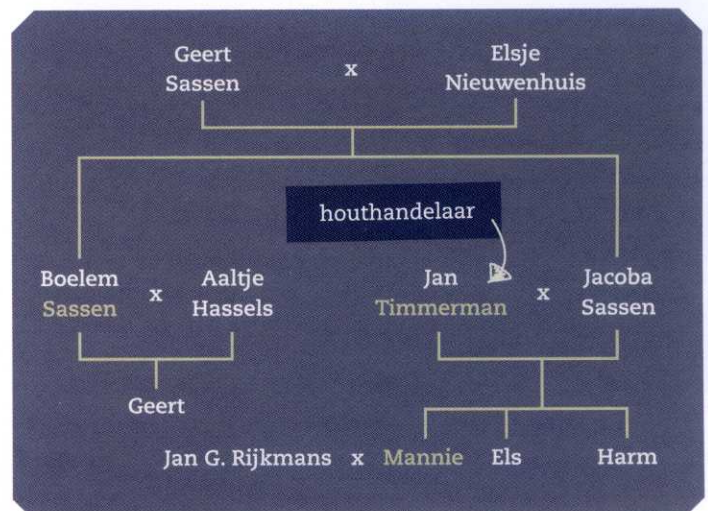 Geert Sassen x Elsje Nieuwenhuis
houthandelaar
Boelem Sassen x Aaltje Hassels
Jan Timmerman x Jacoba Sassen
Geert
Jan G. Rijkmans x Mannie Els Harm